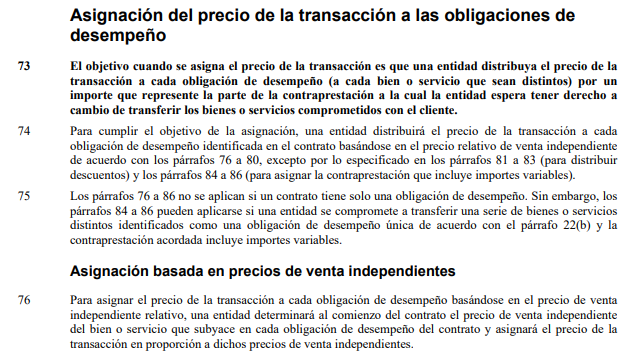 Asignación del precio de la transacción a las obligaciones de
desempeño
73 El objetivo cuando se asigna el precio de la transacción es que una entidad distribuya el precio de la
transacción a cada obligación de desempeño (a cada bien o servicio que sean distintos) por un
importe que represente la parte de la contraprestación a la cual la entidad espera tener derecho a
cambio de transferir los bienes o servicios comprometidos con el cliente.
74 Para cumplir el objetivo de la asignación, una entidad distribuirá el precio de la transacción a cada
obligación de desempeño identificada en el contrato basándose en el precio relativo de venta independiente
de acuerdo con los párrafos 76 a 80, excepto por lo especificado en los párrafos 81 a 83 (para distribuir
descuentos) y los párrafos 84 a 86 (para asignar la contraprestación que incluye importes variables).
75 Los párrafos 76 a 86 no se aplican si un contrato tiene solo una obligación de desempeño. Sin embargo, los
párrafos 84 a 86 pueden aplicarse si una entidad se compromete a transferir una serie de bienes o servicios
distintos identificados como una obligación de desempeño única de acuerdo con el párrafo 22(b) y la
contraprestación acordada incluye importes variables.
Asignación basada en precios de venta independientes
76 Para asignar el precio de la transacción a cada obligación de desempeño basándose en el precio de venta
independiente relativo, una entidad determinará al comienzo del contrato el precio de venta independiente
del bien o servicio que subyace en cada obligación de desempeño del contrato y asignará el precio de la
transacción en proporción a dichos precios de venta independientes.